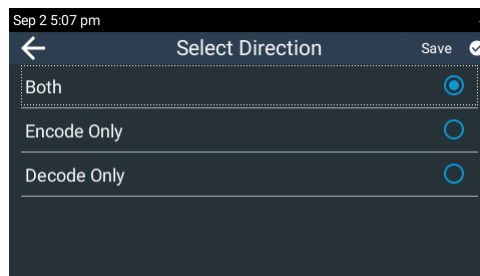 Sep 2 5:07 pm
Select Direction Save
Both
Encode Only
Decode Only